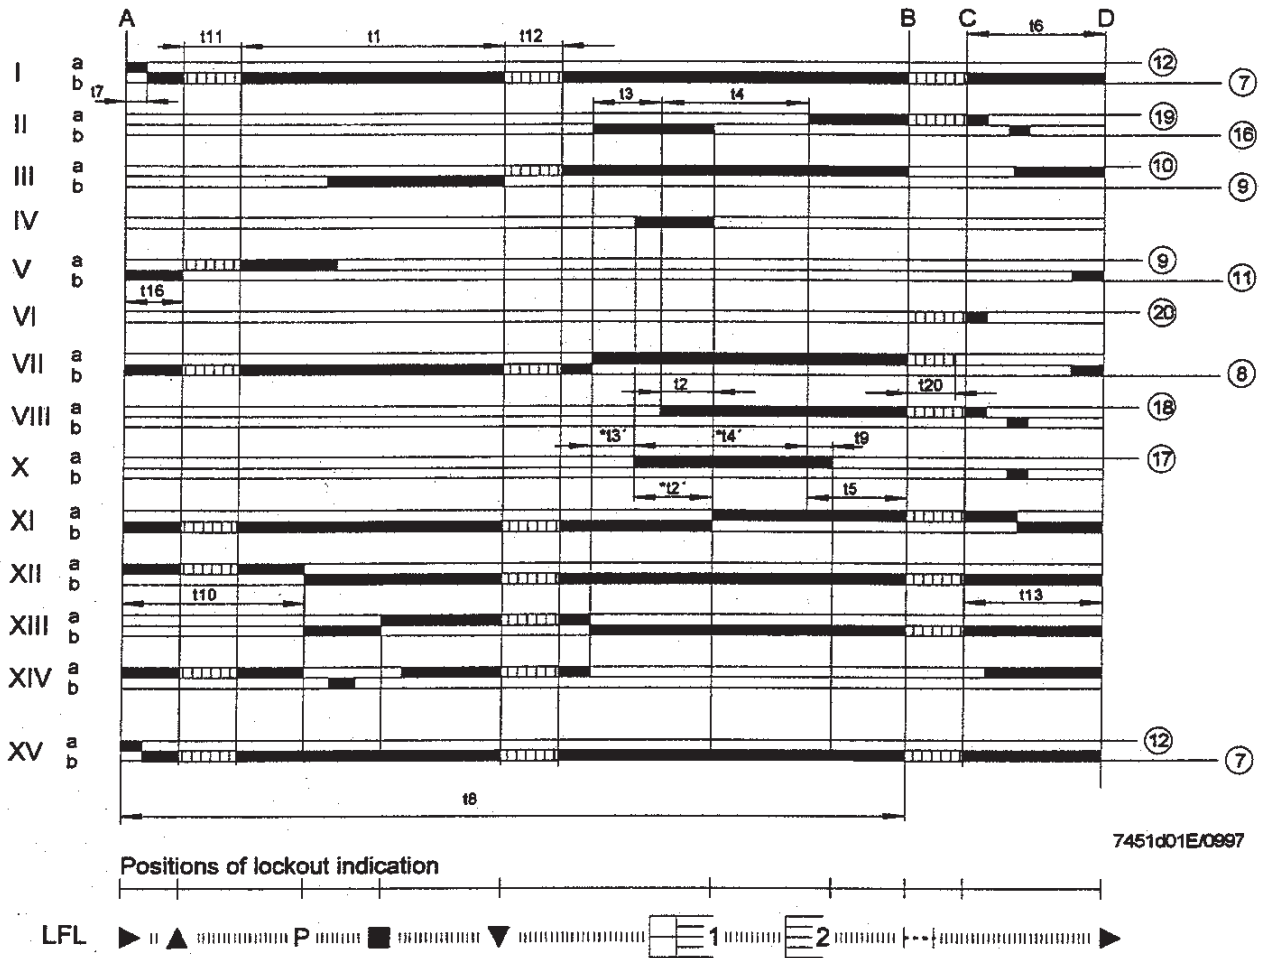 A B C D
t11 t1 t12 t6
I a 12
b 7
t7 t3 t4
II a 19
b 16
III a 10
b 9
IV
V a 9
b 11
t16
VI 20
VII a
b 8
t2 t20
VIII a 18
b
*t3´ *t4´ t9
X a 17
b
*t2´ t5
XI a
b
XII a
b
t10 t13
XIII a
b
XIV a
b
XV a 12
b 7
t8
7451d01E/0997
Positions of lockout indication
LFL P 1 2